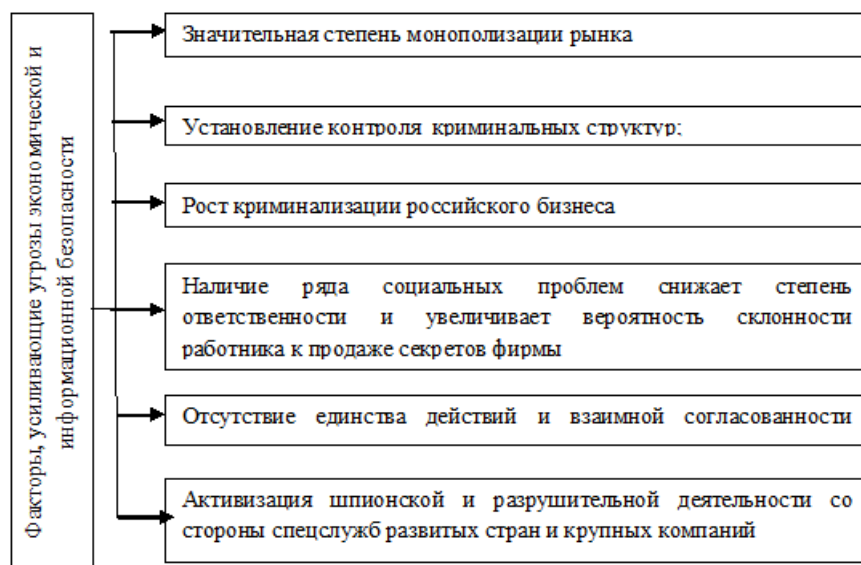 Факторы, усиливающие угрозы экономической и
информационной безопасности
Значительная степень монополизации рынка
Установление контроля криминальных структур;
Рост криминализации российского бизнеса
Наличие ряда социальных проблем снижает степень
ответственности и увеличивает вероятность склонности
работника к продаже секретов фирмы
Отсутствие единства действий и взаимной согласованности
Активизация шпионской и разрушительной деятельности со
стороны спецслужб развитых стран и крупных компаний